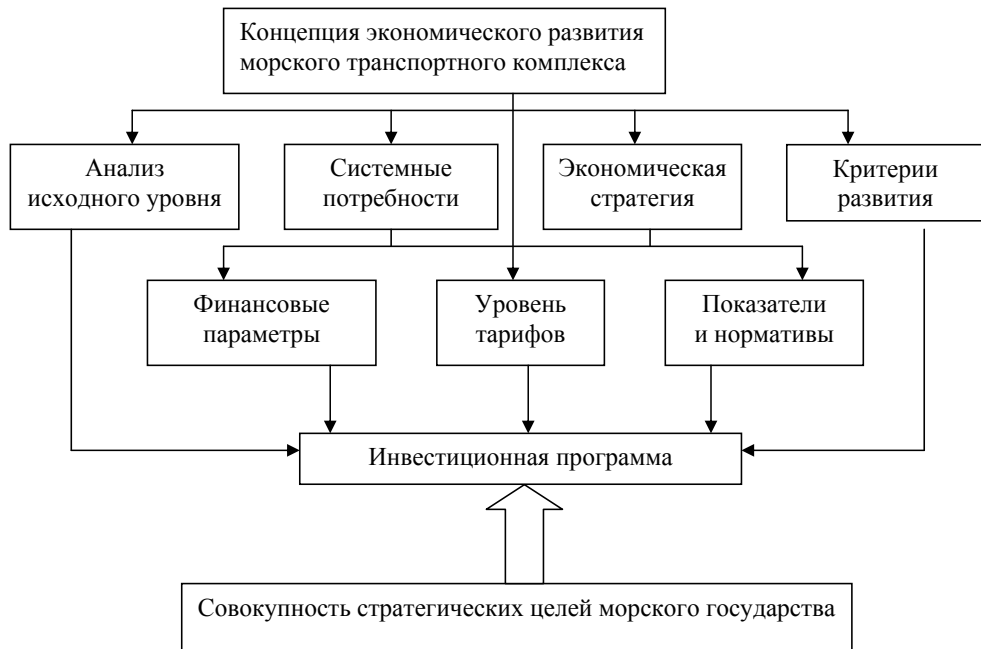 Концепция экономического развития
морского транспортного комплекса
Анализ
исходного уровня
Системные
потребности
Экономическая
стратегия
Критерии
развития
Финансовые
параметры
Уровень
тарифов
Показатели
и нормативы
Инвестиционная программа
Совокупность стратегических целей морского государства